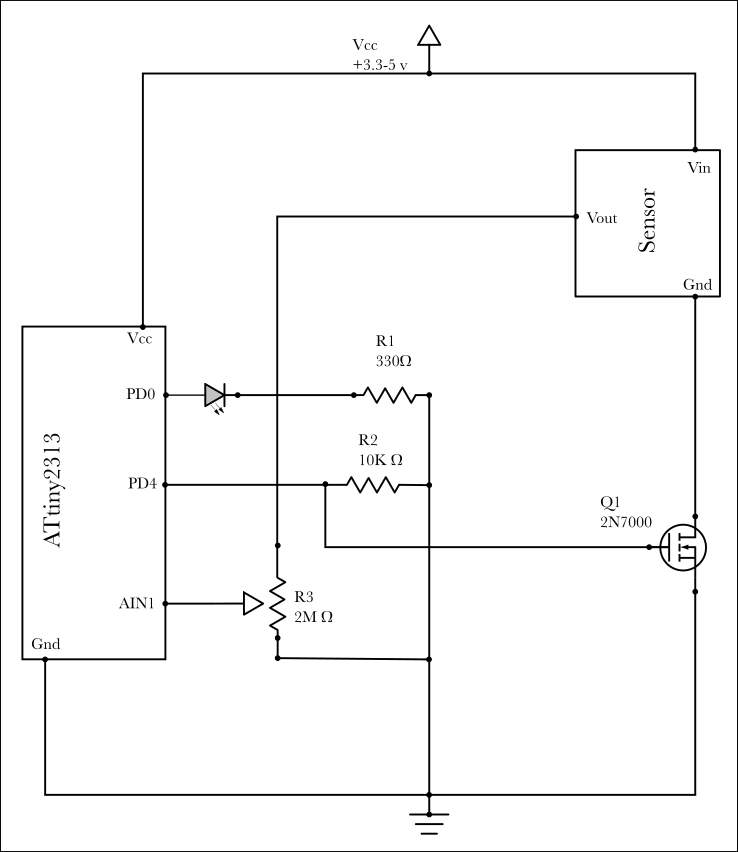 Vcc
+3.3-5 v
Vin
Sensor
Vout
Gnd
Vcc
R1
330Ω
PD0
R2
10K Ω
ATtiny2313
PD4
Q1
2N7000
AIN1
R3
2M Ω
Gnd